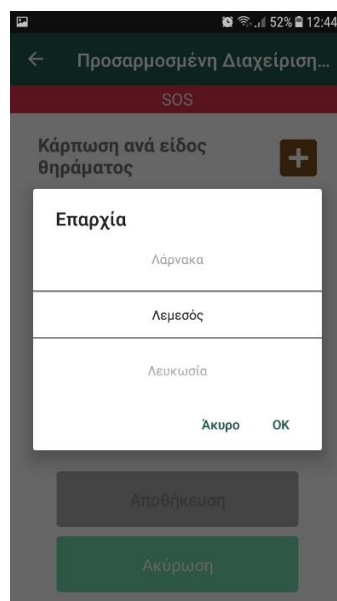 52% 12:44
Προσαρμοσμένη Διαχείριση...
SOS
Κάρπωση ανά είδος
θηράματος
Επαρχία
Λάρνακα
Λεμεσός
Λευκωσία
Άκυρο OK
Αποθήκευση
Ακύρωση